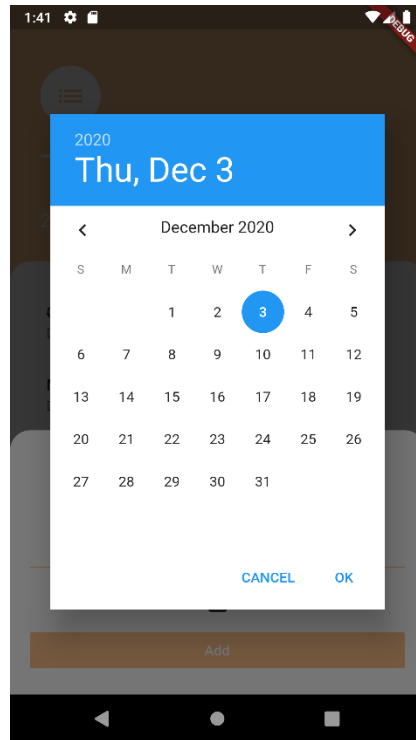 1:41
DEBUG
2020
Thu, Dec 3
December 2020
S M T W T F S
1 2 3 4 5
6 7 8 9 10 11 12
13 14 15 16 17 18 19
20 21 22 23 24 25 26
27 28 29 30 31
CANCEL OK
Add